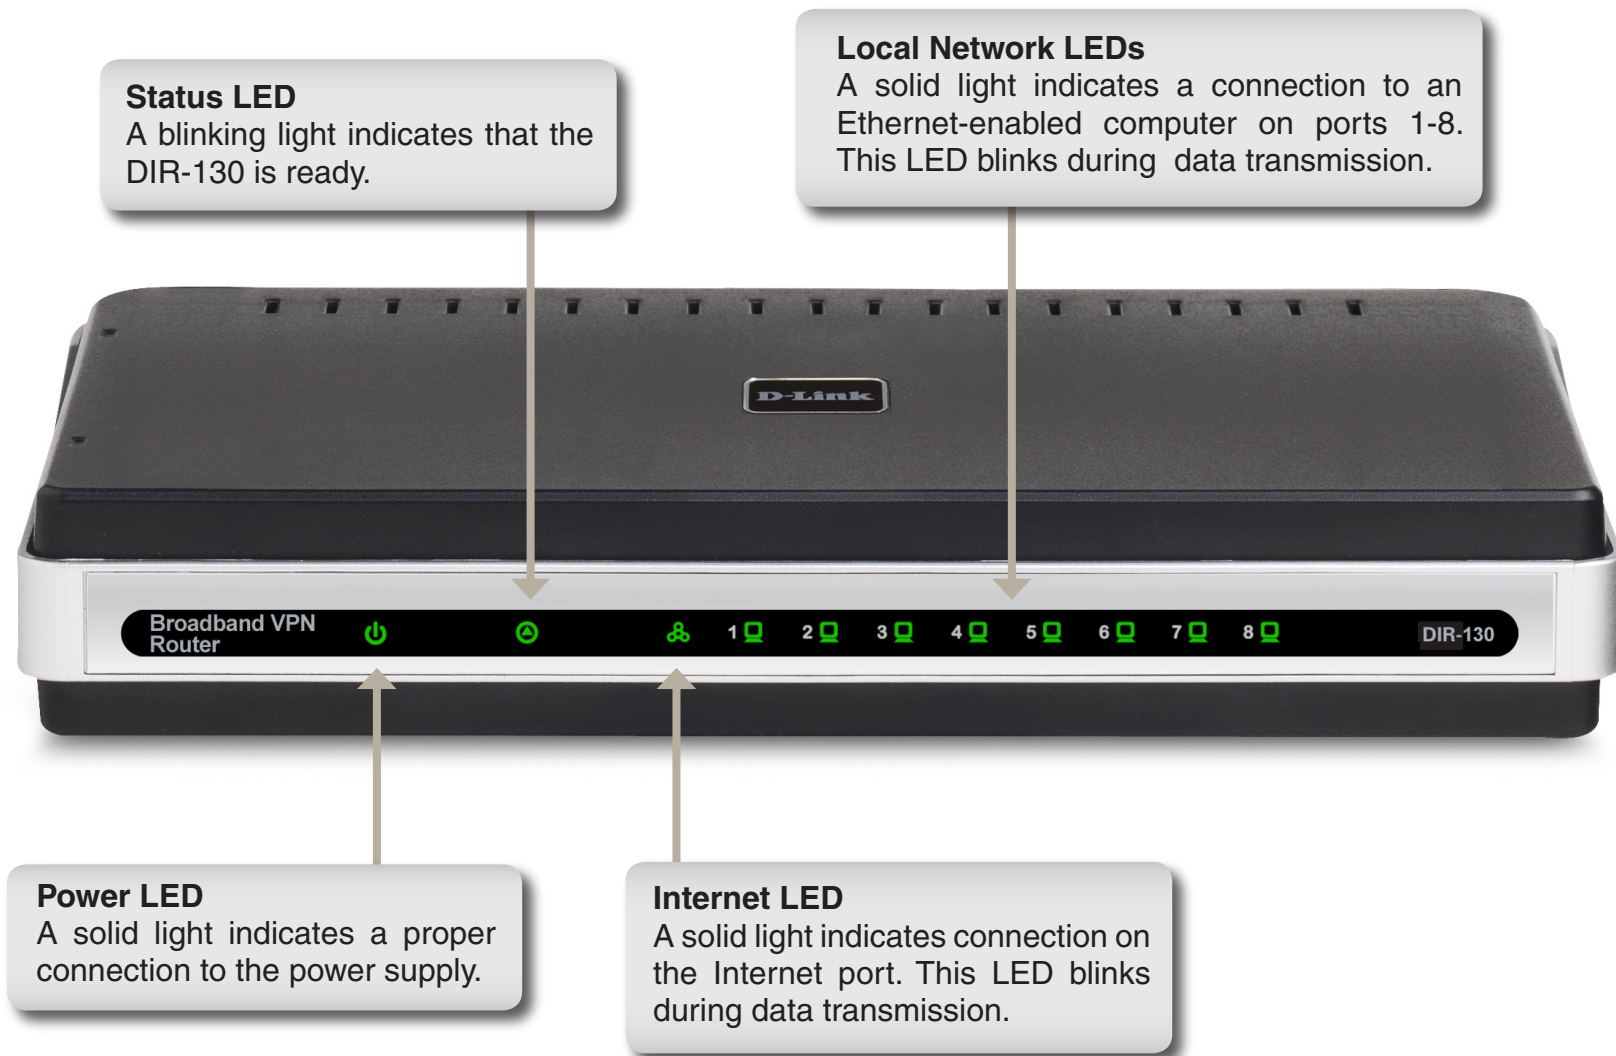 Status LED
A blinking light indicates that the
DIR-130 is ready.
Local Network LEDs
A solid light indicates a connection to an
Ethernet-enabled computer on ports 1-8.
This LED blinks during data transmission.
D-Link
Broadband VPN
Router
1 2 3 4 5 6 7 8
DIR-130
Power LED
A solid light indicates a proper
connection to the power supply.
Internet LED
A solid light indicates connection on
the Internet port. This LED blinks
during data transmission.